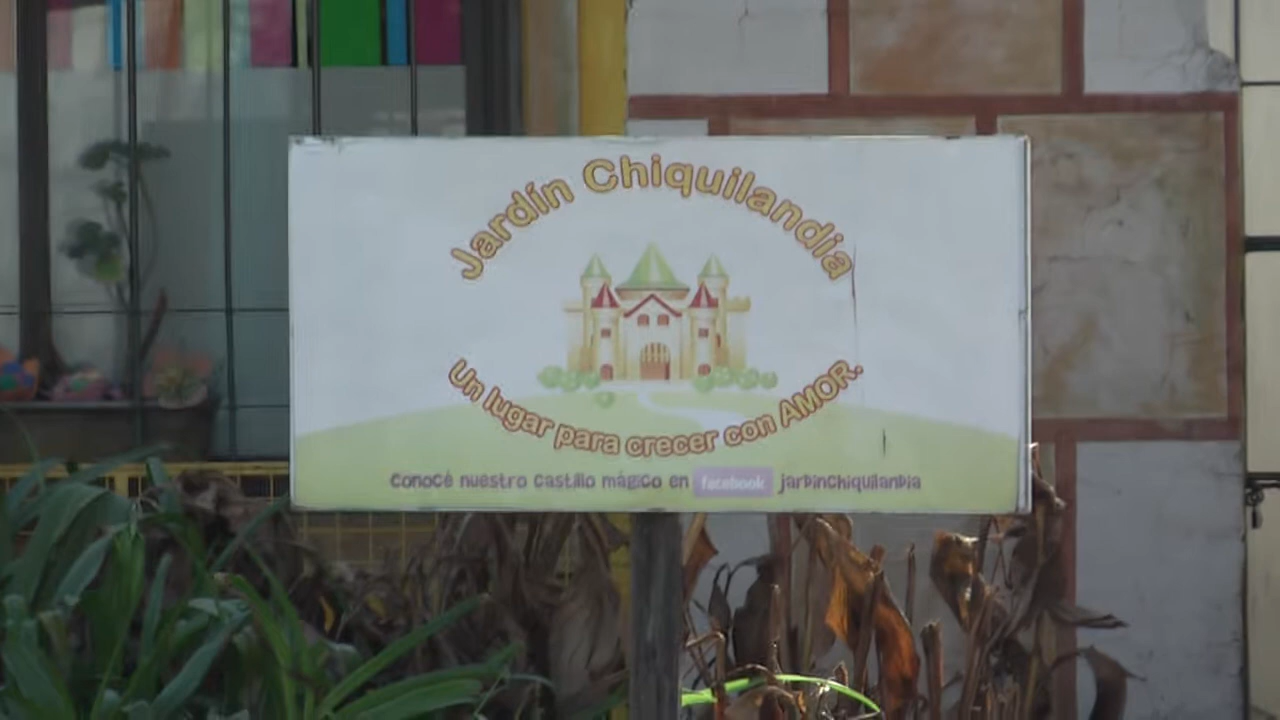 Jardín Chiquilandia
Un lugar para crecer con AMOR.
Conocé nuestro castillo mágico en facebook jardinchiquilandia